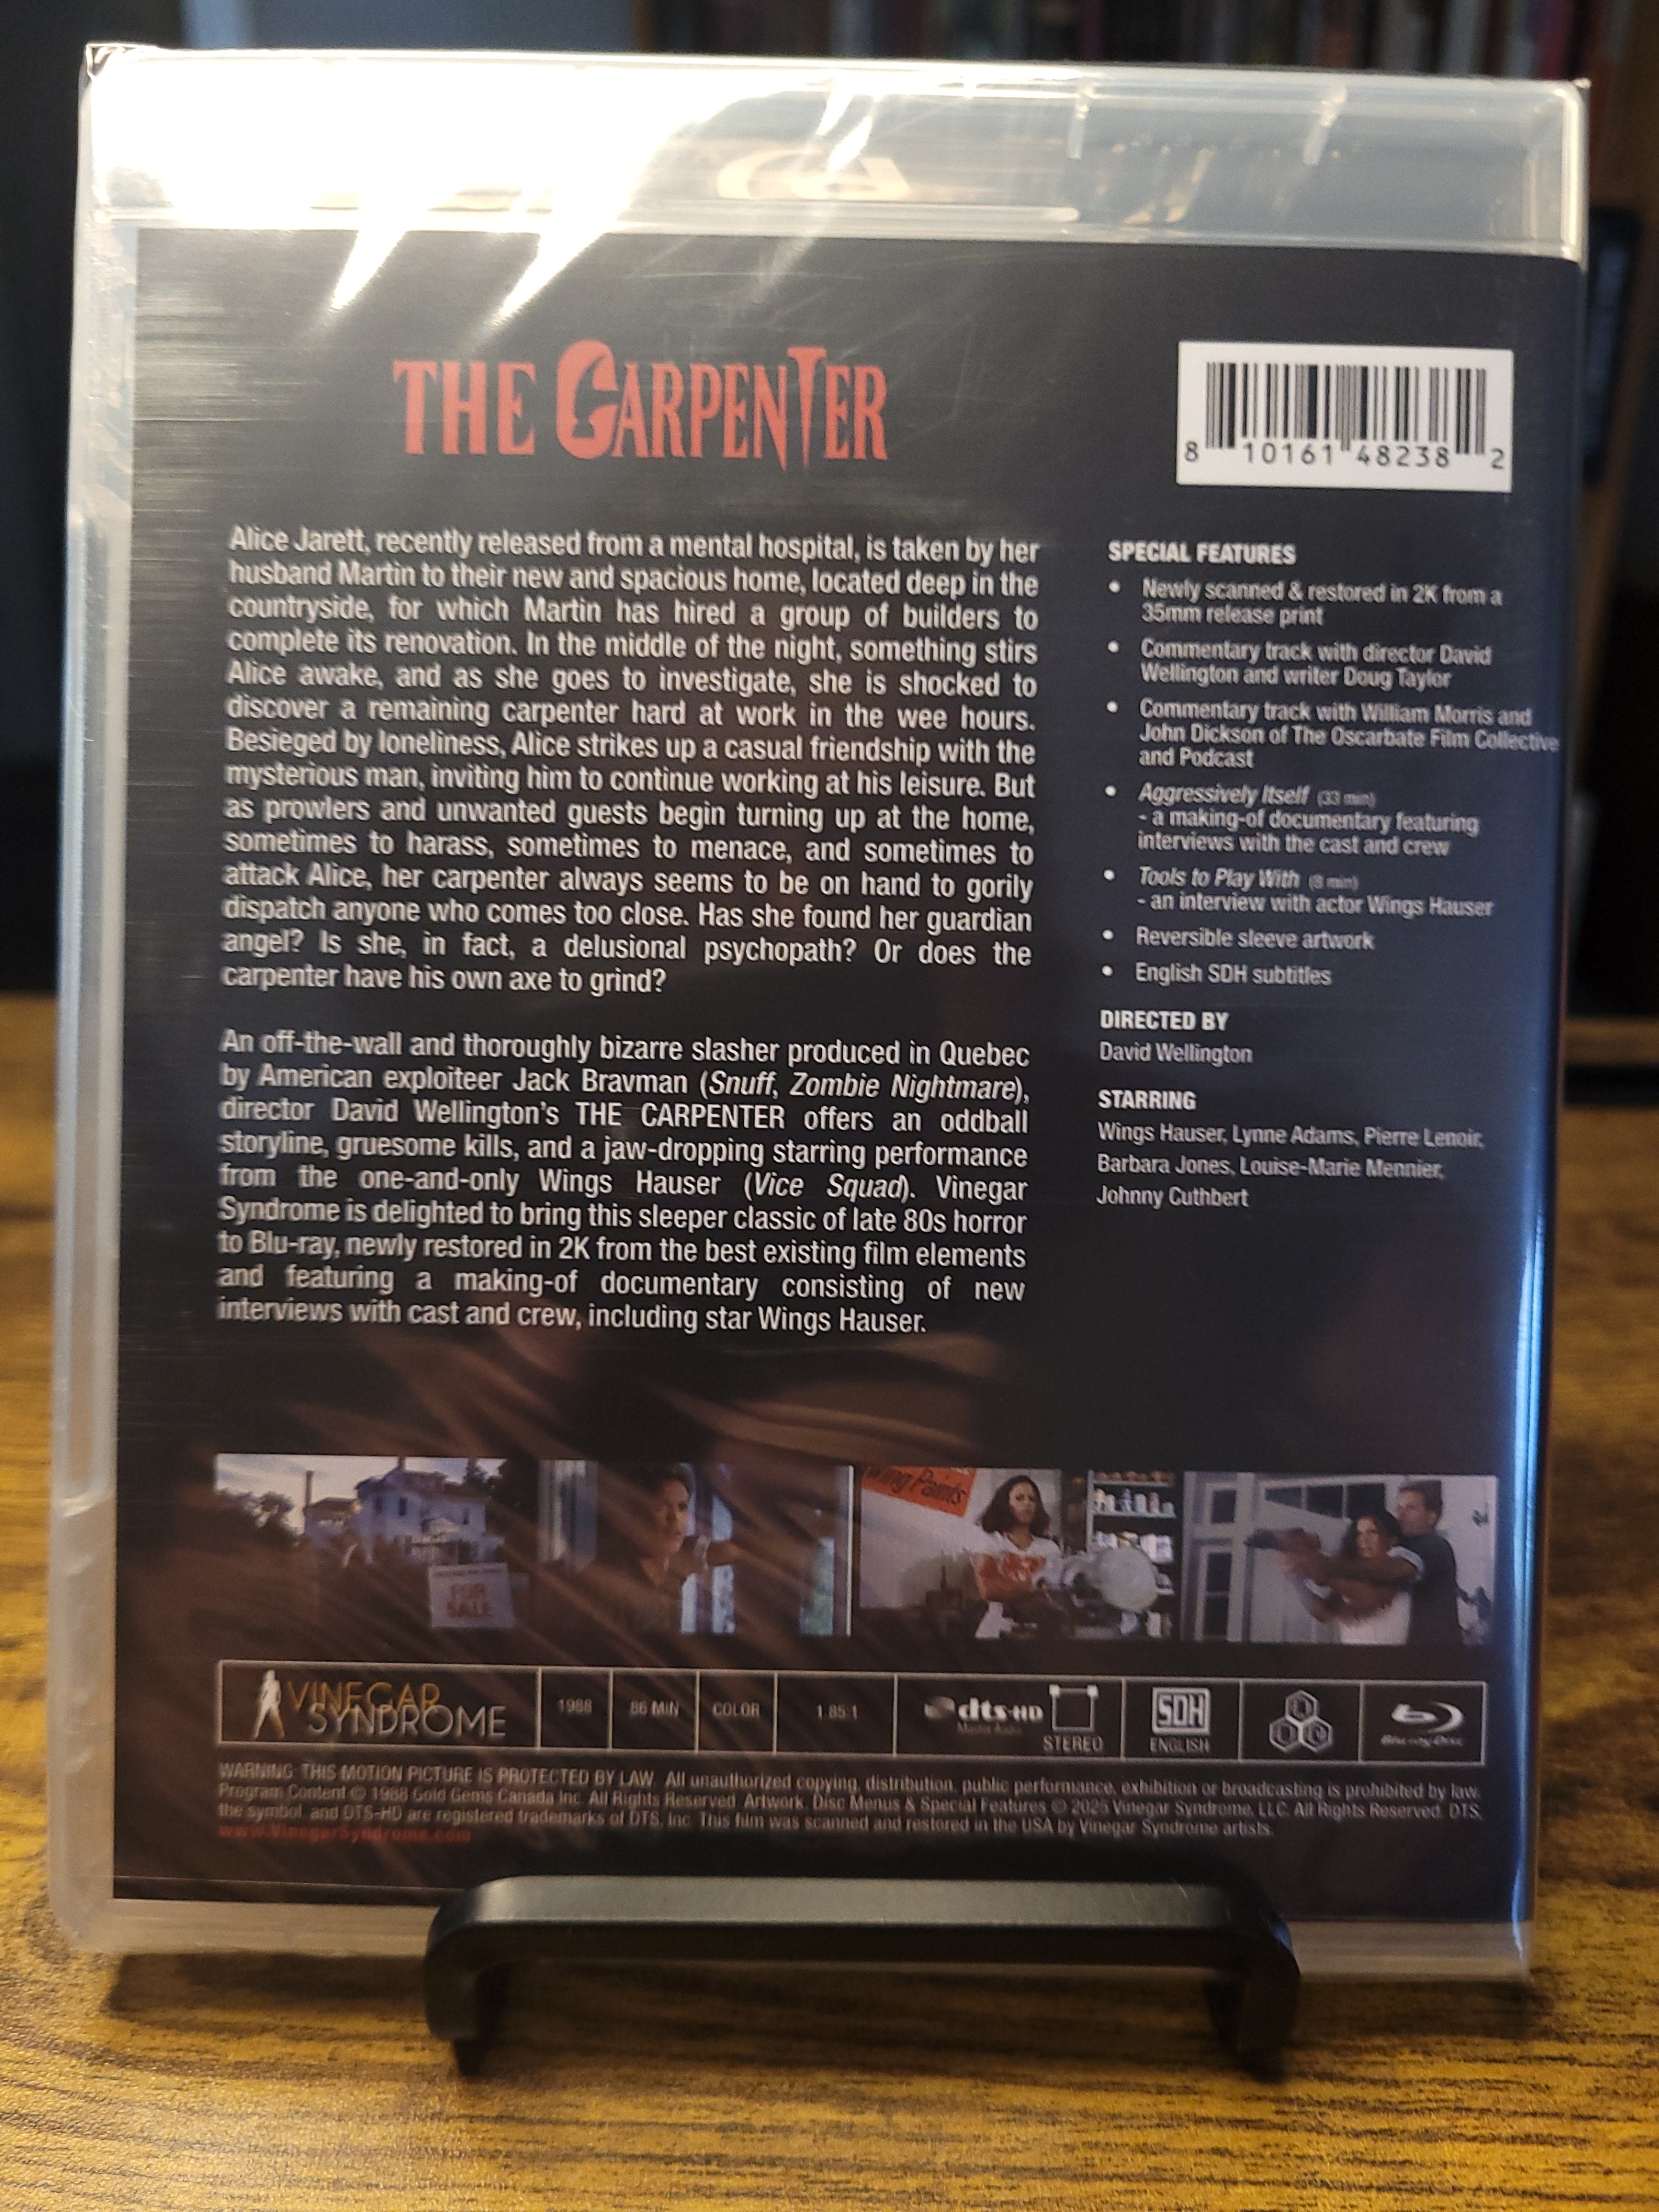 THE CARPENTER
8 10161 48238 2
Alice Jarett, recently released from a mental hospital, is taken by her
husband Martin to their new and spacious home, located deep in the
countryside, for which Martin has hired a group of builders to
complete its renovation. In the middle of the night, something stirs
Alice awake, and as she goes to investigate, she is shocked to
discover a remaining carpenter hard at work in the wee hours.
Besieged by loneliness, Alice strikes up a casual friendship with the
mysterious man, inviting him to continue working at his leisure. But
as prowlers and unwanted guests begin turning up at the home,
sometimes to harass, sometimes to menace, and sometimes to
attack Alice, her carpenter always seems to be on hand to gorily
dispatch anyone who comes too close. Has she found her guardian
angel? Is she, in fact, a delusional psychopath? Or does the
carpenter have his own axe to grind?
An off-the-wall and thoroughly bizarre slasher produced in Quebec
by American exploiteer Jack Bravman (Snuff, Zombie Nightmare),
director David Wellington's THE CARPENTER offers an oddball
storyline, gruesome kills, and a jaw-dropping starring performance
from the one-and-only Wings Hauser (Vice Squad). Vinegar
Syndrome is delighted to bring this sleeper classic of late 80s horror
to Blu-ray, newly restored in 2K from the best existing film elements
and featuring a making-of documentary consisting of new
interviews with cast and crew, including star Wings Hauser.
SPECIAL FEATURES
• Newly scanned & restored in 2K from a
35mm release print
• Commentary track with director David
Wellington and writer Doug Taylor
• Commentary track with William Morris and
John Dickson of The Oscarbate Film Collective
and Podcast
• Aggressively Itself (33 min)
- a making-of documentary featuring
interviews with the cast and crew
• Tools to Play With (8 min)
- an interview with actor Wings Hauser
• Reversible sleeve artwork
• English SDH subtitles
DIRECTED BY
David Wellington
STARRING
Wings Hauser, Lynne Adams, Pierre Lenoir,
Barbara Jones, Louise-Marie Mennier,
Johnny Cuthbert
Paints
FOR
SALE
VINEGAR
SYNDROME
1988
86 MIN
COLOR
1.85:1
dts-HD
Master Audio
STEREO
SDH
ENGLISH
Blu-ray Disc
WARNING: THIS MOTION PICTURE IS PROTECTED BY LAW. All unauthorized copying, distribution, public performance, exhibition or broadcasting is prohibited by law.
Program Content © 1988 Gold Gems Canada Inc. All Rights Reserved. Artwork, Disc Menus & Special Features © 2025 Vinegar Syndrome, LLC. All Rights Reserved. DTS,
the symbol, and DTS-HD are registered trademarks of DTS, Inc. This film was scanned and restored in the USA by Vinegar Syndrome artists.
www.VinegarSyndrome.com